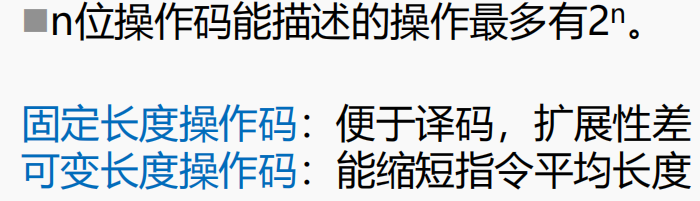 ■n位操作码能描述的操作最多有2ⁿ。
固定长度操作码：便于译码，扩展性差
可变长度操作码：能缩短指令平均长度